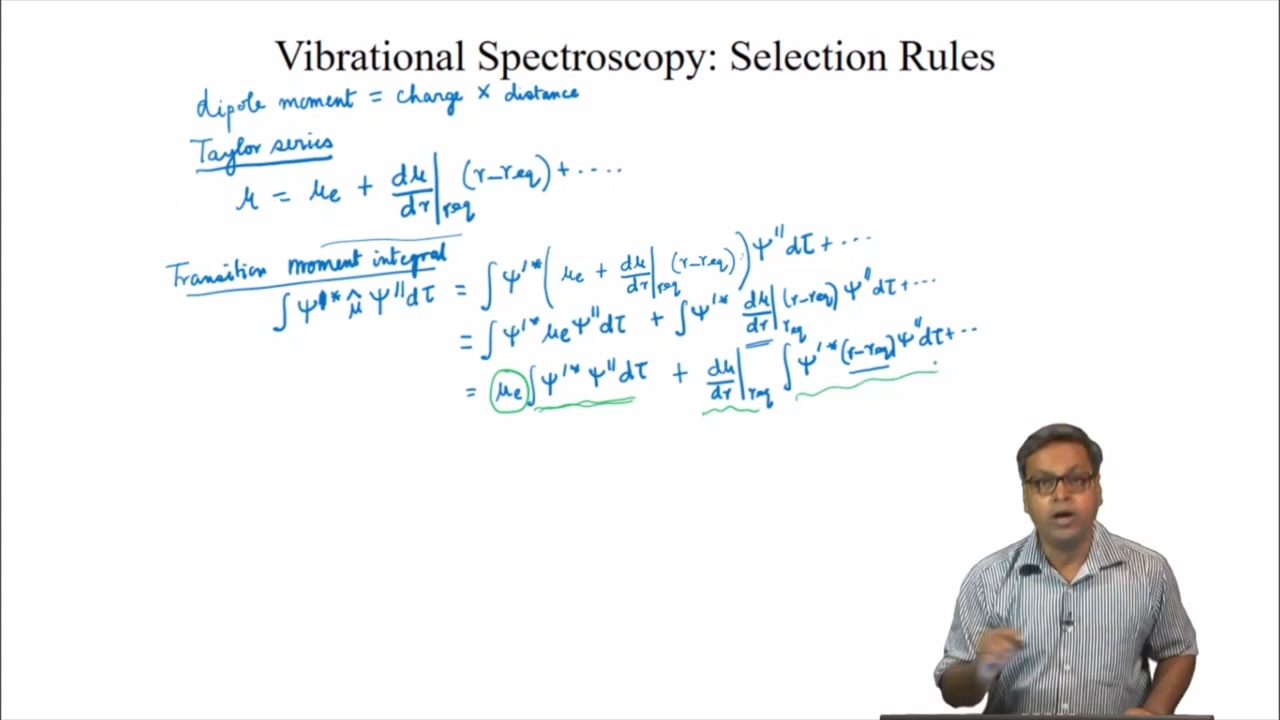 Vibrational Spectroscopy: Selection Rules
dipole moment = charge × distance
Taylor series
μ = μe + dμ/dr|req (r-req) + ....
Transition moment integral
∫ψ'* μ̂ ψ''dτ = ∫ψ'* (μe + dμ/dr|req (r-req)) ψ''dτ + ...
= ∫ψ'* μe ψ''dτ + ∫ψ'* dμ/dr|req (r-req) ψ''dτ + ...
= μe ∫ψ'* ψ''dτ + dμ/dr|req ∫ψ'* (r-req) ψ''dτ + ..